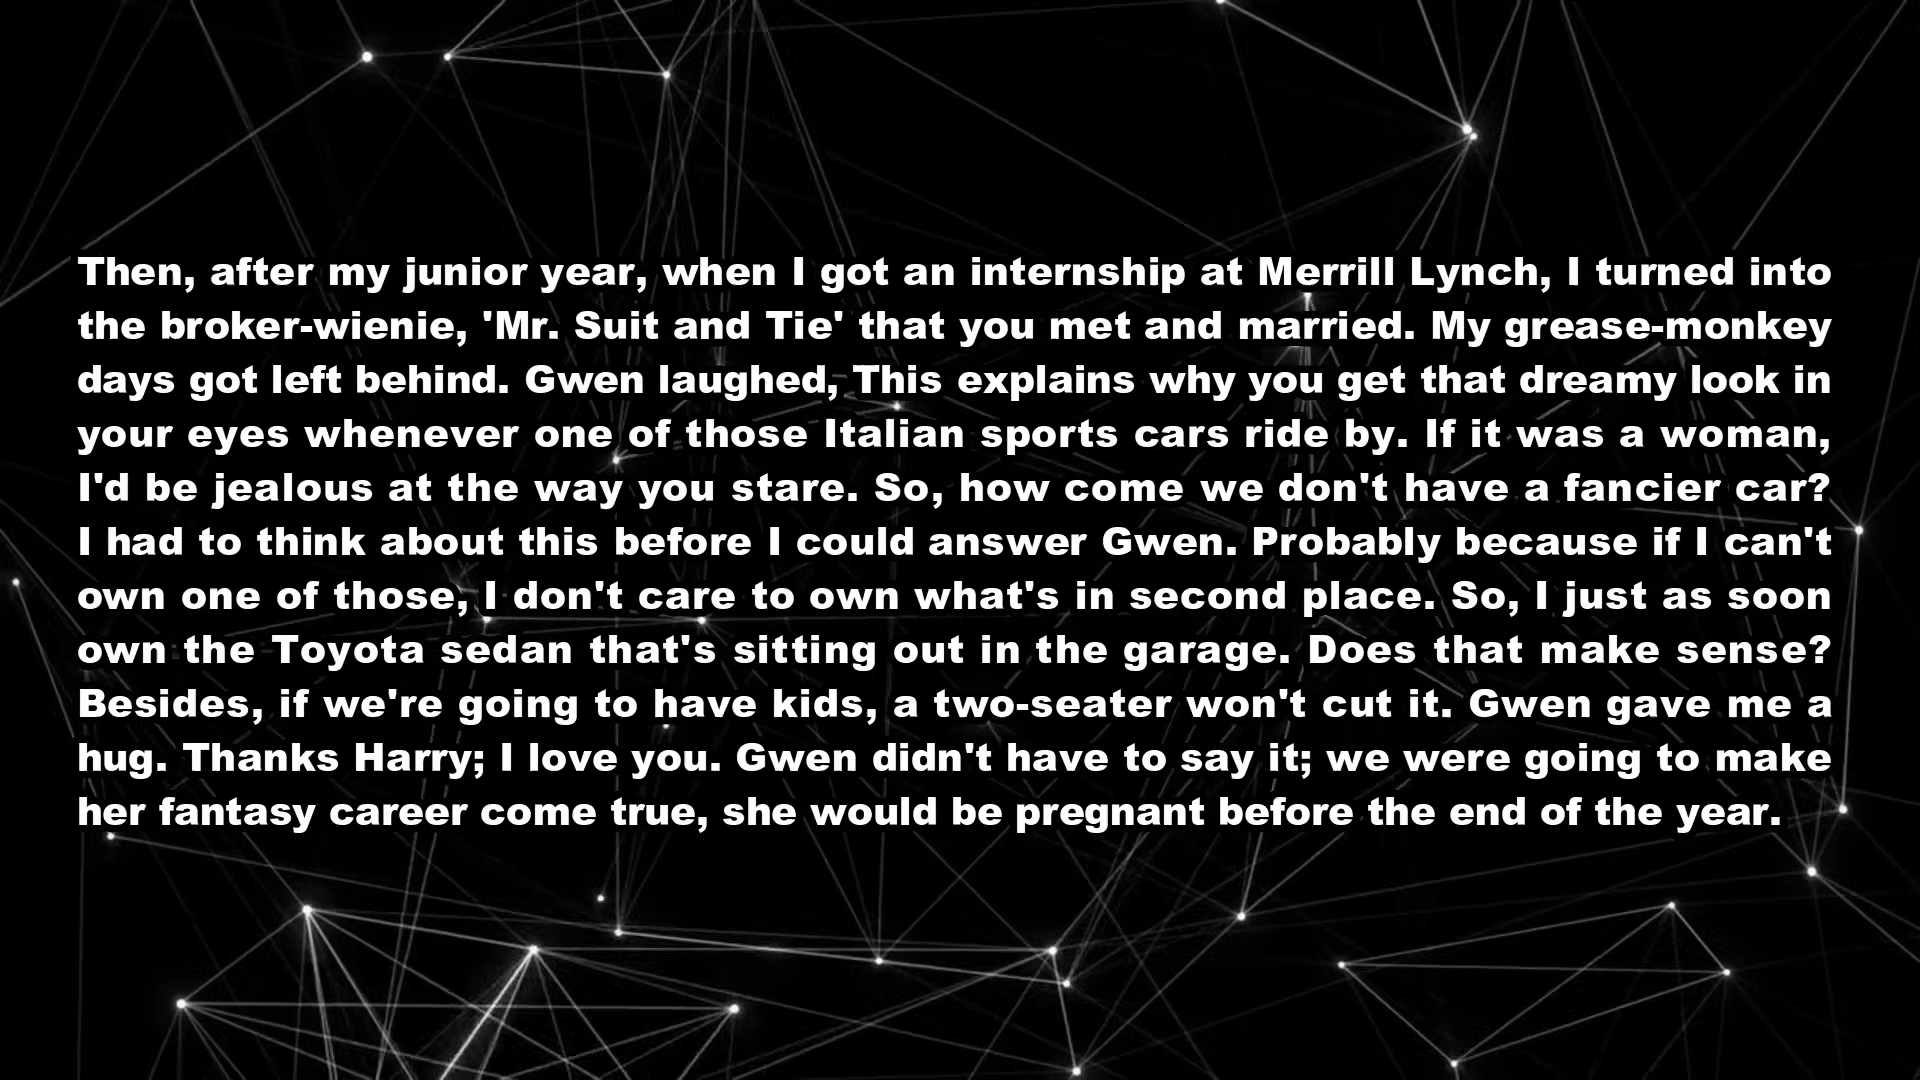 Then, after my junior year, when I got an internship at Merrill Lynch, I turned into
the broker-wienie, 'Mr. Suit and Tie' that you met and married. My grease-monkey
days got left behind. Gwen laughed, This explains why you get that dreamy look in
your eyes whenever one of those Italian sports cars ride by. If it was a woman,
I'd be jealous at the way you stare. So, how come we don't have a fancier car?
I had to think about this before I could answer Gwen. Probably because if I can't
own one of those, I don't care to own what's in second place. So, I just as soon
own the Toyota sedan that's sitting out in the garage. Does that make sense?
Besides, if we're going to have kids, a two-seater won't cut it. Gwen gave me a
hug. Thanks Harry; I love you. Gwen didn't have to say it; we were going to make
her fantasy career come true, she would be pregnant before the end of the year.